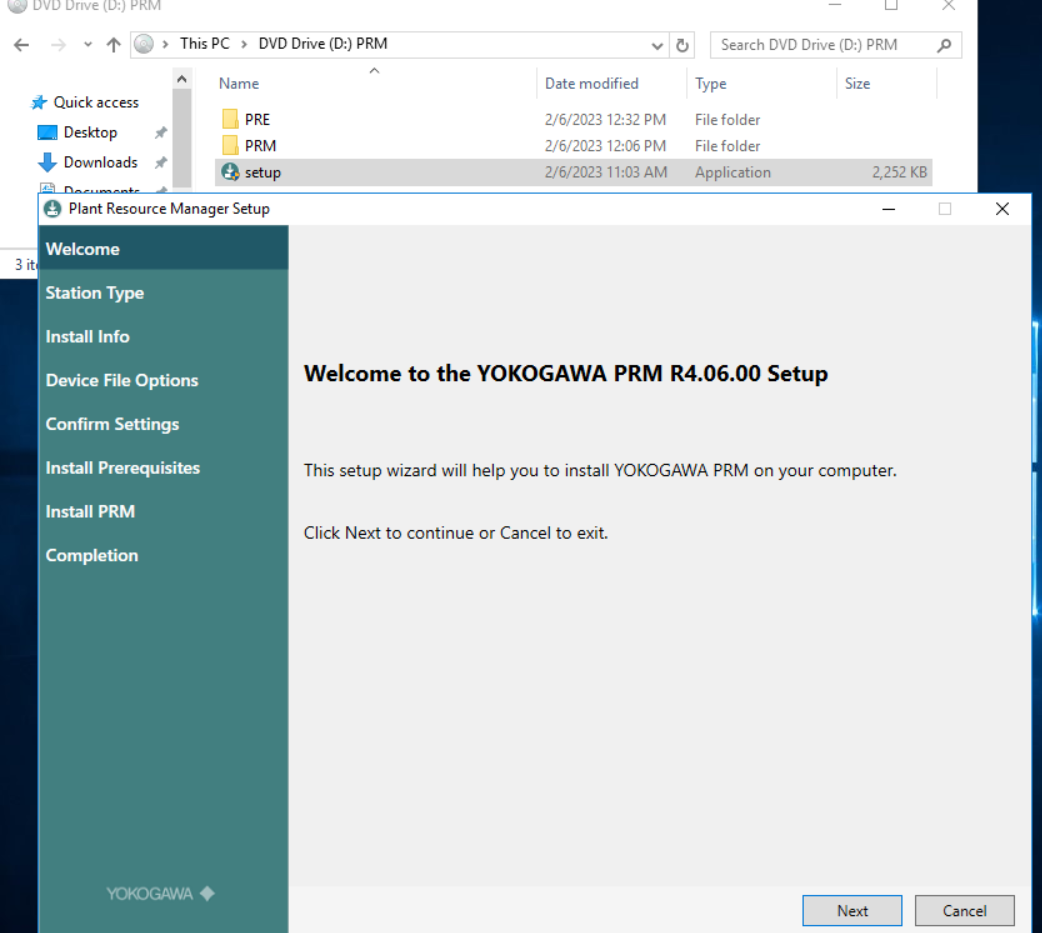 DVD Drive (D:) PRM
This PC > DVD Drive (D:) PRM
Search DVD Drive (D:) PRM
Name Date modified Type Size
Quick access
Desktop
Downloads
Documents
PRE 2/6/2023 12:32 PM File folder
PRM 2/6/2023 12:06 PM File folder
setup 2/6/2023 11:03 AM Application 2,252 KB
Plant Resource Manager Setup
3 ite
Welcome
Station Type
Install Info
Device File Options
Confirm Settings
Install Prerequisites
Install PRM
Completion
Welcome to the YOKOGAWA PRM R4.06.00 Setup
This setup wizard will help you to install YOKOGAWA PRM on your computer.
Click Next to continue or Cancel to exit.
YOKOGAWA
Next Cancel